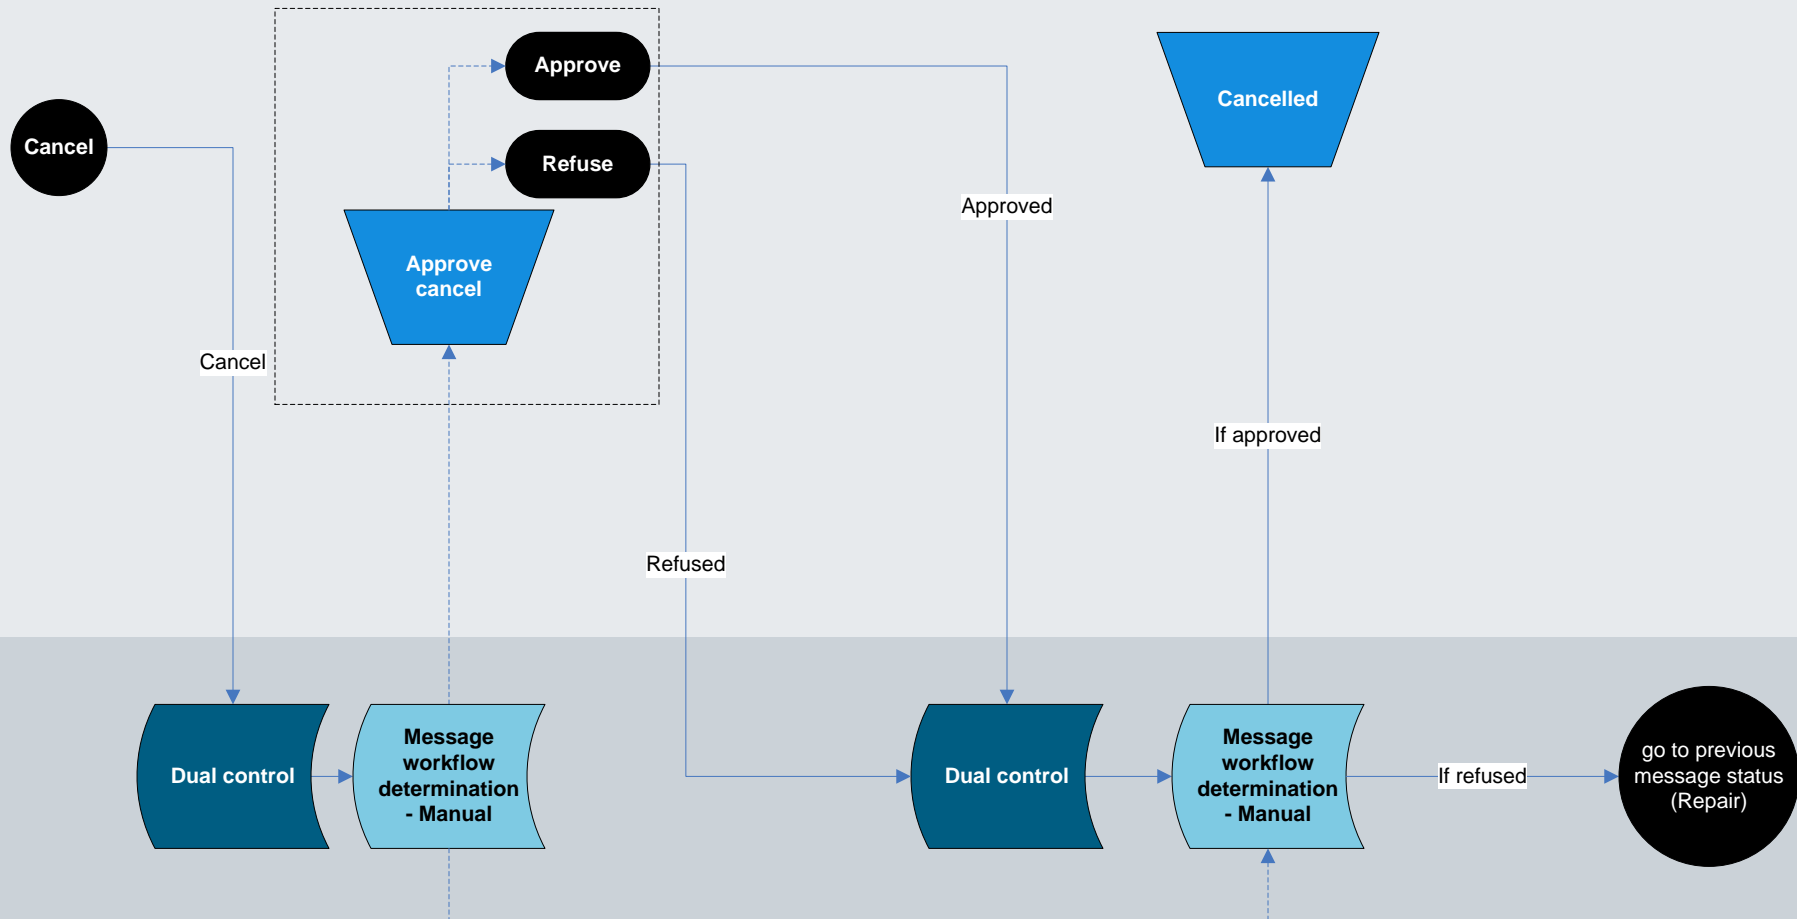 Approve
Cancelled
Cancel
Refuse
Approved
Approve
cancel
Cancel
If approved
Refused
Dual control
Message
workflow
determination
- Manual
Dual control
Message
workflow
determination
- Manual
If refused
go to previous
message status
(Repair)